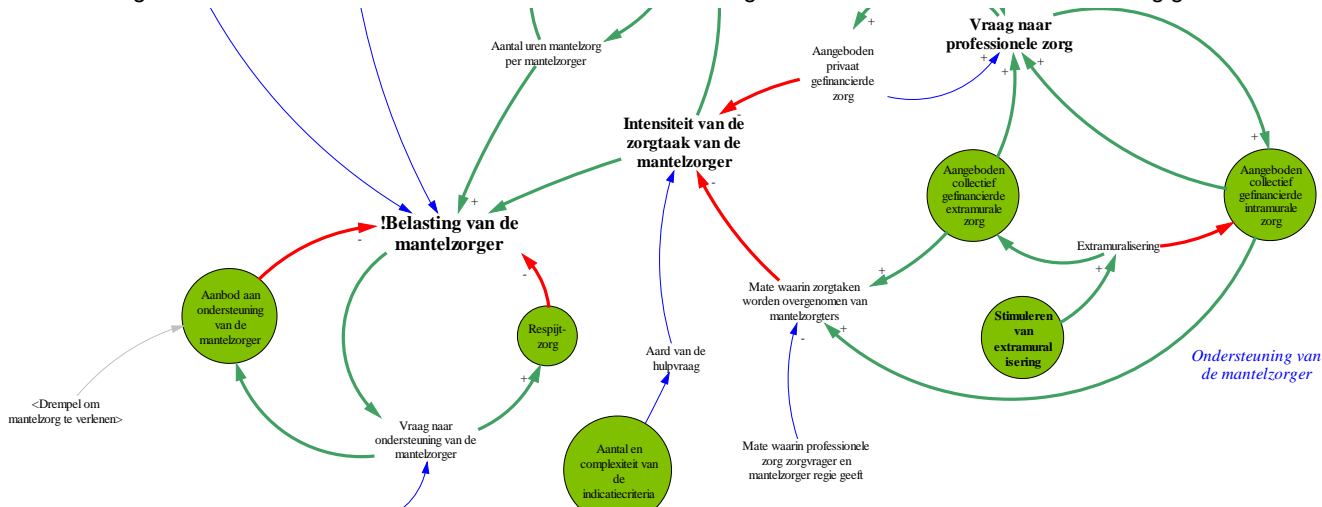 Aantal uren mantelzorg
per mantelzorger
Aangeboden
privaat
gefinancierde
zorg
Vraag naar
professionele zorg
Intensiteit van de
zorgtaak van de
mantelzorger
Aangeboden
collectief
gefinancierde
extramurale
zorg
Aangeboden
collectief
gefinancierde
intramurale
zorg
!Belasting van de
mantelzorger
Extramuralisering
Aanbod aan
ondersteuning
van de
mantelzorger
Respijt-
zorg
Mate waarin zorgtaken
worden overgenomen van
mantelzorgters
Stimuleren
van
extramural
isering
Aard van de
hulpvraag
Ondersteuning van
de mantelzorger
<Drempel om
mantelzorg te verlenen>
Vraag naar
ondersteuning van de
mantelzorger
Aantal en
complexiteit van
de
indicatiecriteria
Mate waarin professionele
zorg zorgvrager en
mantelzorger regie geeft